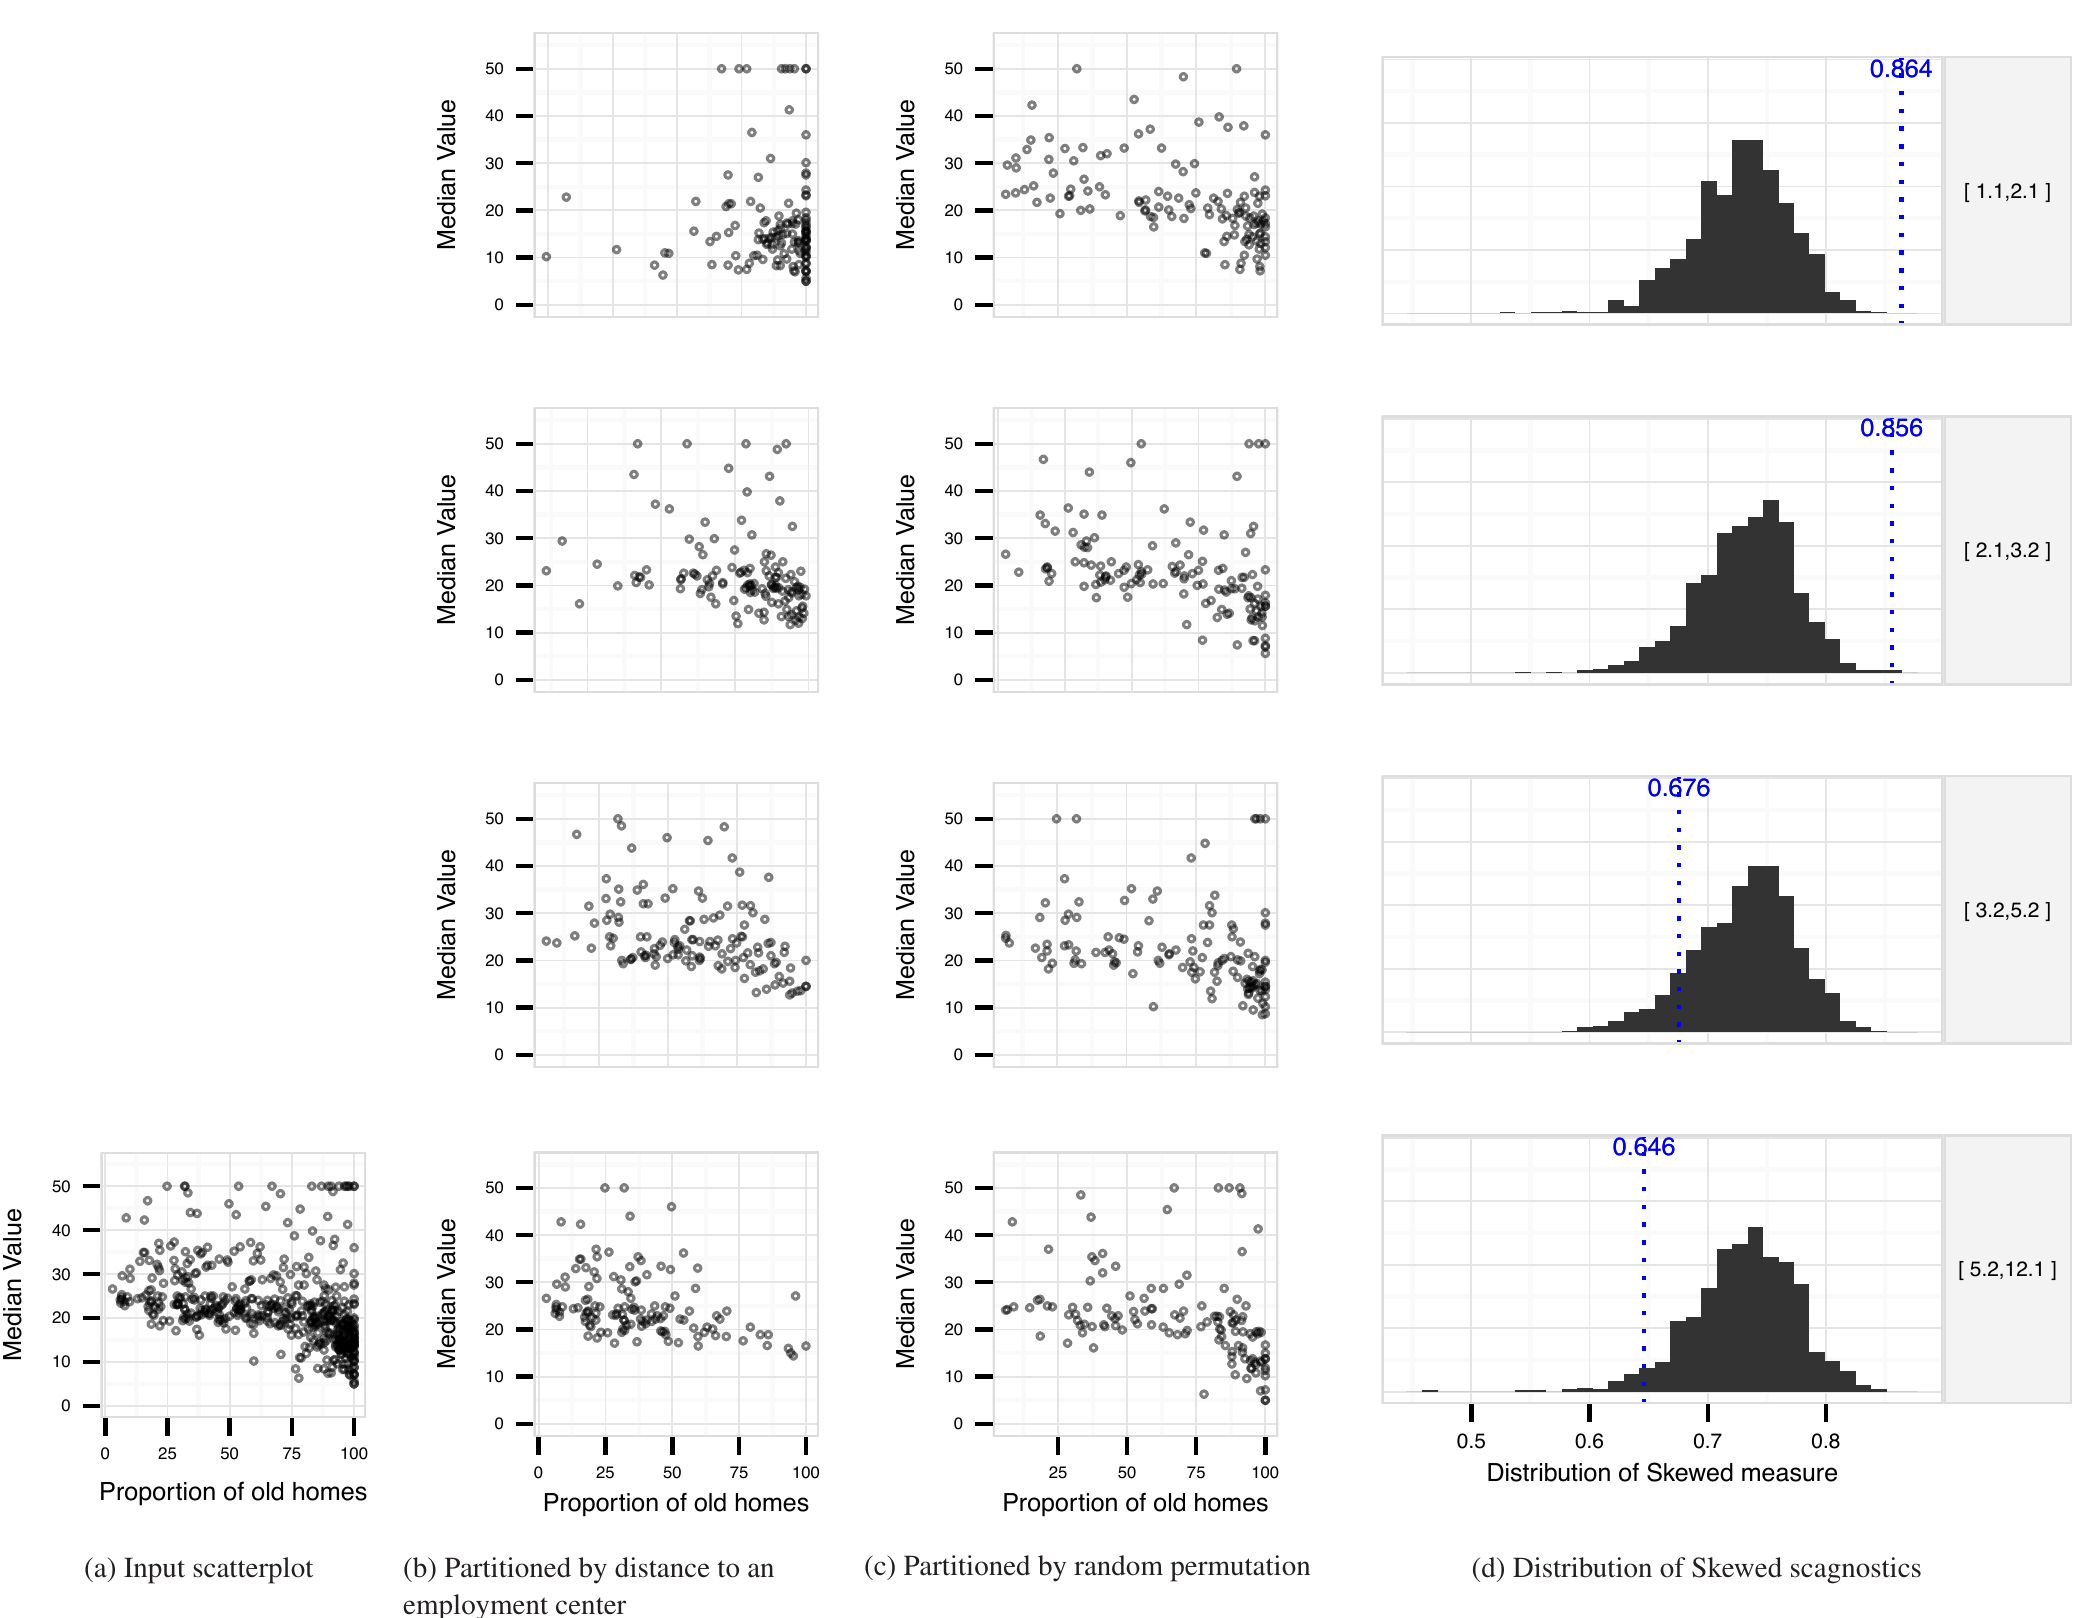 50
40
30
20
10
0
Median Value
50
40
30
20
10
0
Median Value
0.864
[ 1.1,2.1 ]
50
40
30
20
10
0
Median Value
50
40
30
20
10
0
Median Value
0.856
[ 2.1,3.2 ]
50
40
30
20
10
0
Median Value
50
40
30
20
10
0
Median Value
0.676
[ 3.2,5.2 ]
50
40
30
20
10
0
Median Value
0 25 50 75 100
Proportion of old homes
50
40
30
20
10
0
Median Value
0 25 50 75 100
Proportion of old homes
50
40
30
20
10
0
Median Value
25 50 75 100
Proportion of old homes
0.646
[ 5.2,12.1 ]
0.5 0.6 0.7 0.8
Distribution of Skewed measure
(a) Input scatterplot
(b) Partitioned by distance to an
employment center
(c) Partitioned by random permutation
(d) Distribution of Skewed scagnostics